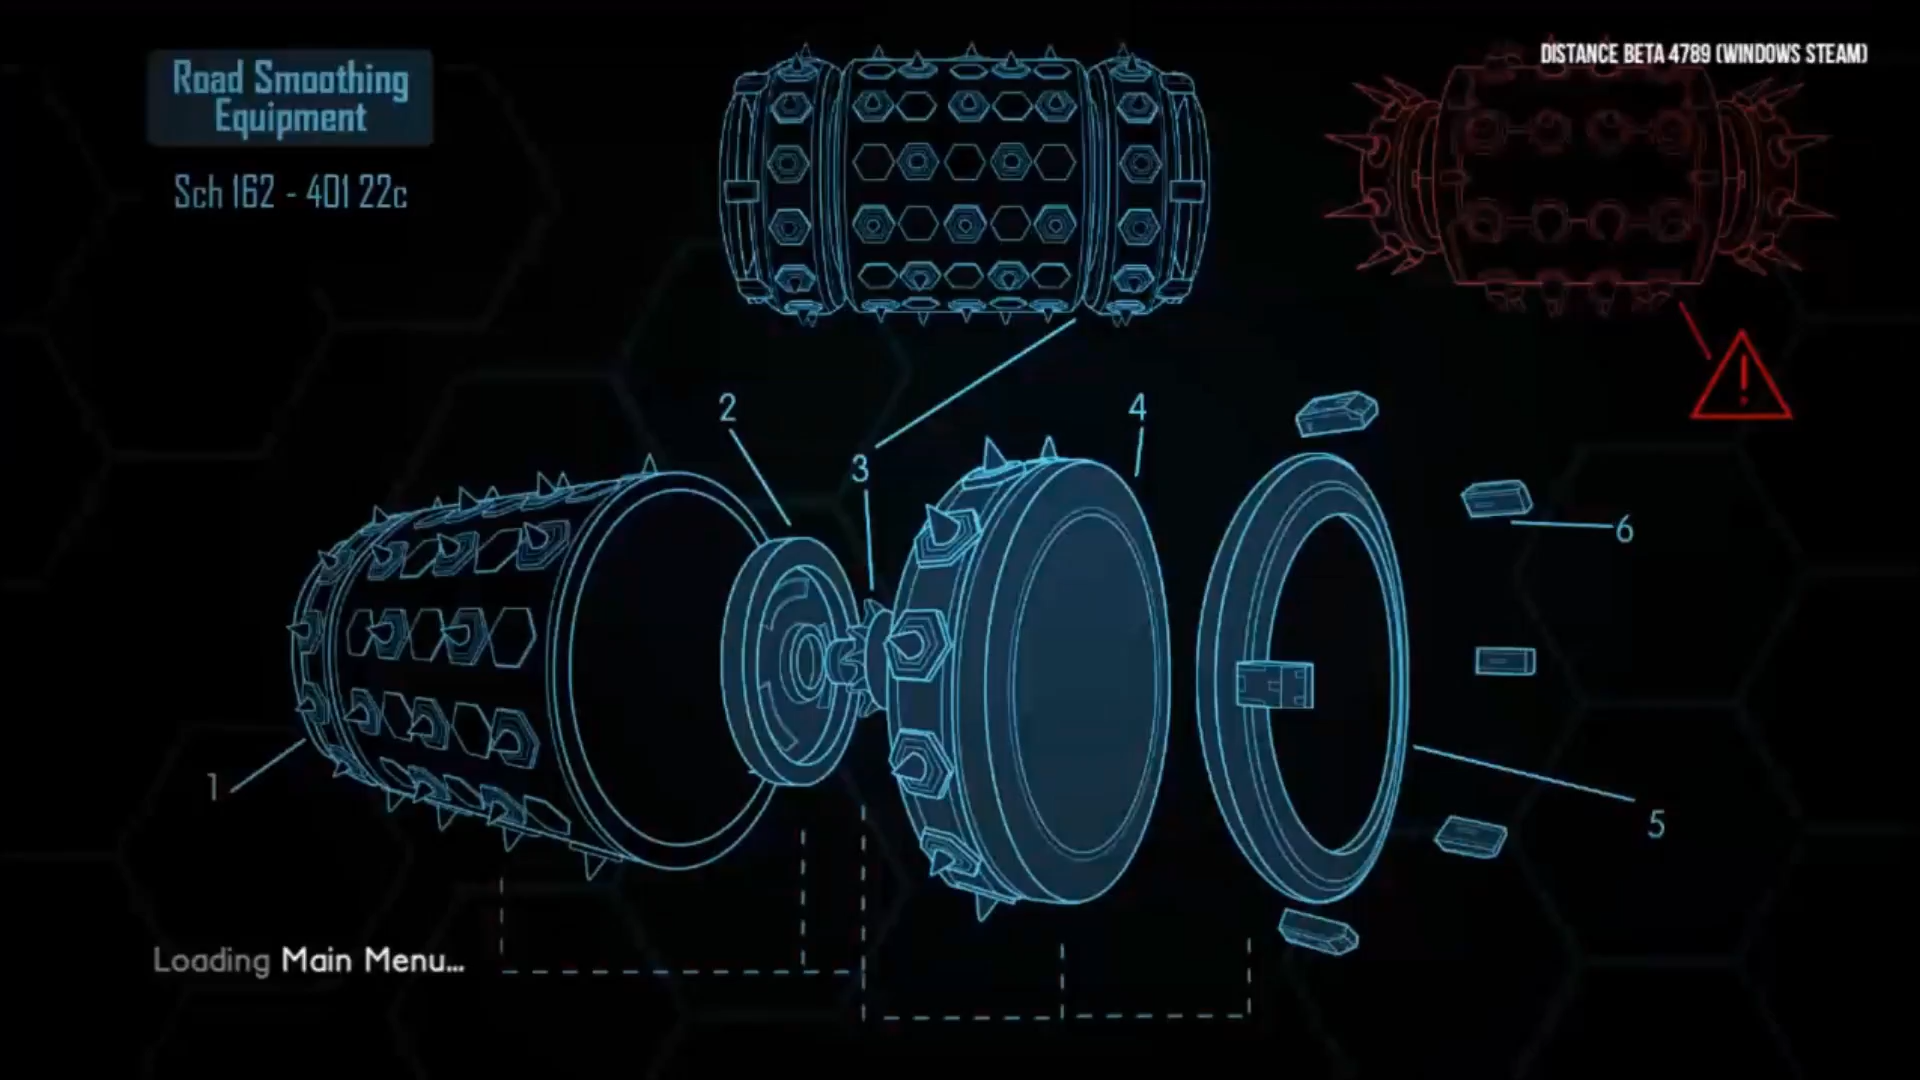 Road Smoothing
Equipment
Sch 162 - 401 22c
DISTANCE BETA 4789 (WINDOWS STEAM)
!
2
4
3
6
1
5
Loading Main Menu...